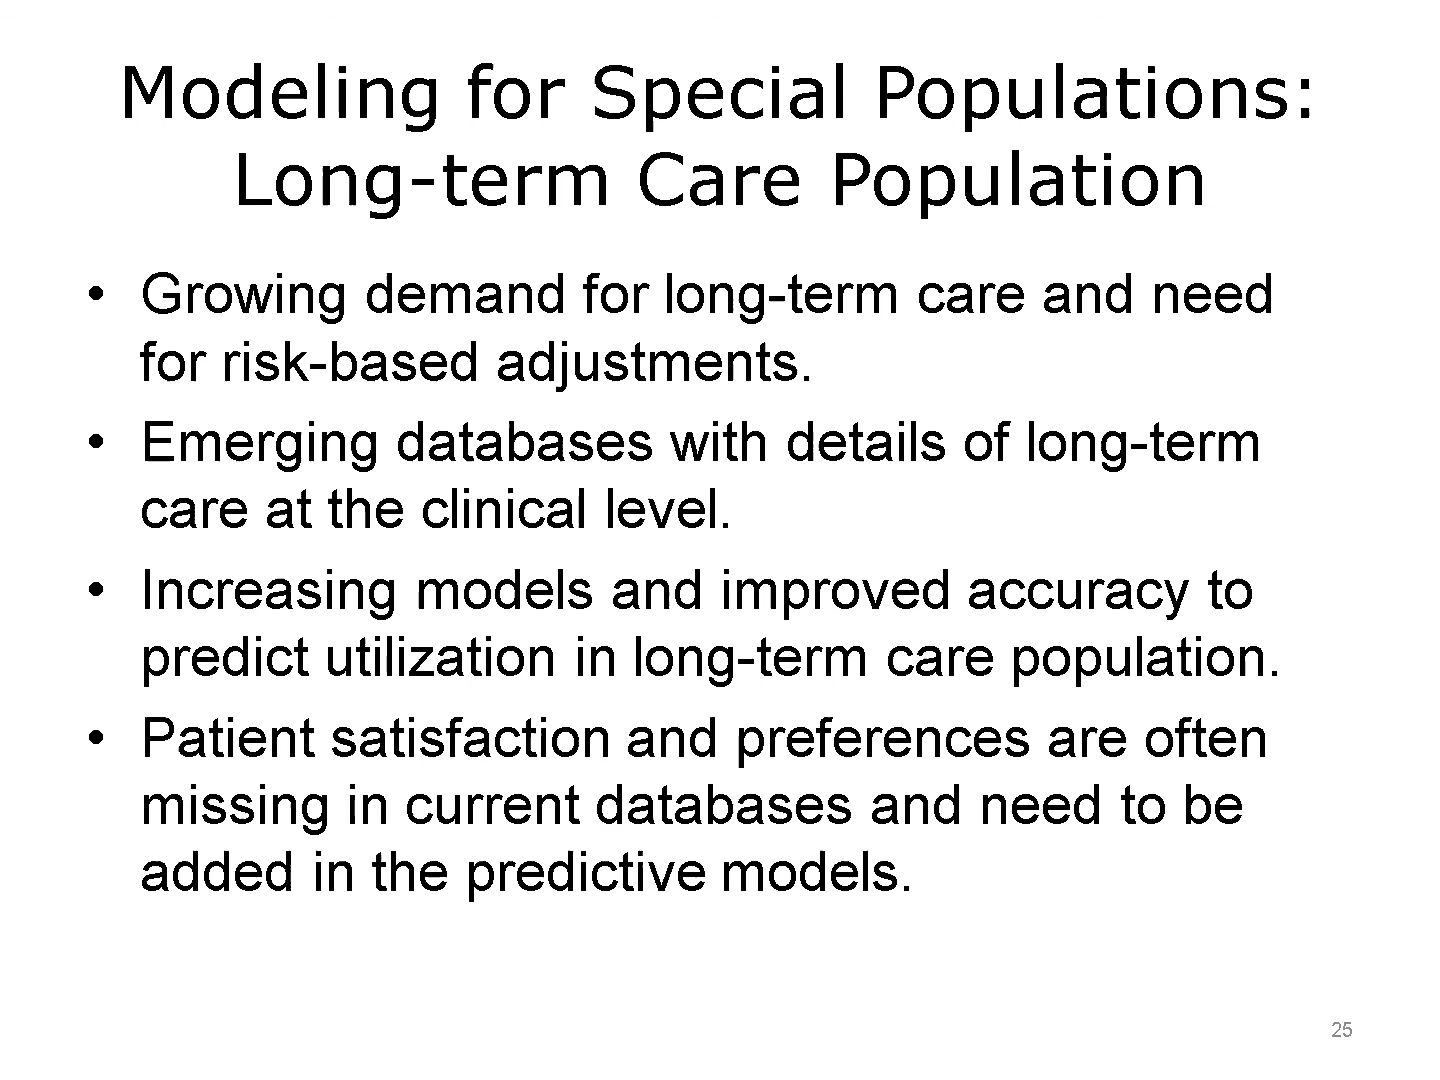 Modeling for Special Populations:
Long-term Care Population
• Growing demand for long-term care and need
for risk-based adjustments.
• Emerging databases with details of long-term
care at the clinical level.
• Increasing models and improved accuracy to
predict utilization in long-term care population.
• Patient satisfaction and preferences are often
missing in current databases and need to be
added in the predictive models.
25